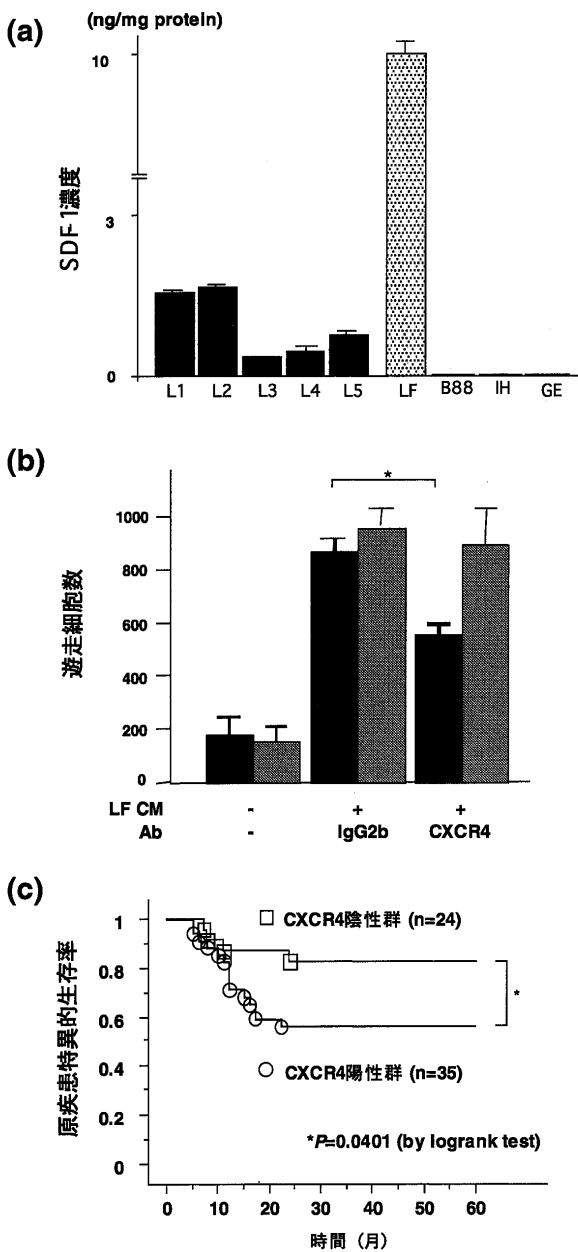 (a)
(ng/mg protein)
10
3
0
SDF-1濃度
L1 L2 L3 L4 L5 LF B88 IH GE
(b)
*
1000
800
600
400
200
0
遊走細胞数
LF CM - + +
Ab - IgG2b CXCR4
(c)
1
0.8
0.6
0.4
0.2
0
原疾患特異的生存率
CXCR4陰性群 (n=24)
*
CXCR4陽性群 (n=35)
*P=0.0401 (by logrank test)
0 10 20 30 40 50 60
時間（月）